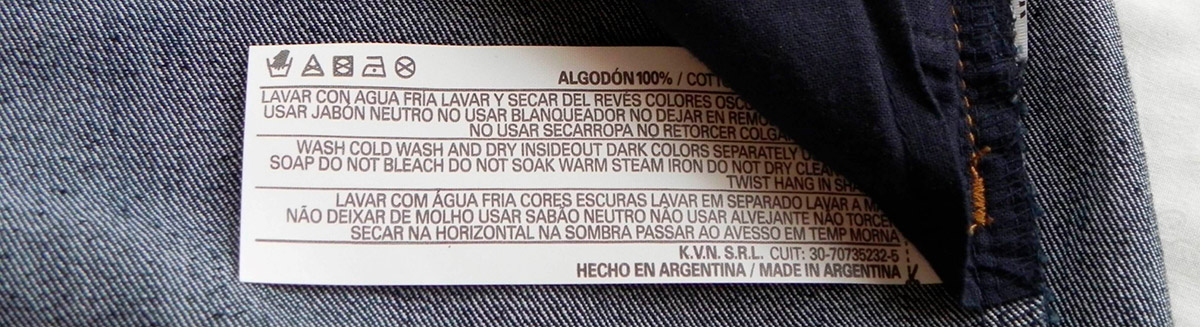 ALGODÓN 100% / 
LAVAR CON AGUA FRÍA LAVAR Y SECAR DEL REVÉS COLORES
USAR JABÓN NEUTRO NO USAR BLANQUEADOR NO DEJAR EN
NO USAR SECARROPA NO RETORCER
WASH COLD WASH AND DRY INSIDEOUT DARK COLORS SEPARATELY
SOAP DO NOT BLEACH DO NOT SOAK WARM STEAM IRON DO NOT DRY
TWIST HANG IN
LAVAR COM ÁGUA FRIA CORES ESCURAS LAVAR EM SEPARADO LAVAR A
NÃO DEIXAR DE MOLHO USAR SABÃO NEUTRO NÃO USAR ALVEJANTE NÃO
SECAR NA HORIZONTAL NA SOMBRA PASSAR AO AVESSO EM TEMP MORNA
K.V.N. S.R.L. CUIT: 30-70735232-5
HECHO EN ARGENTINA / MADE IN ARGENTINA